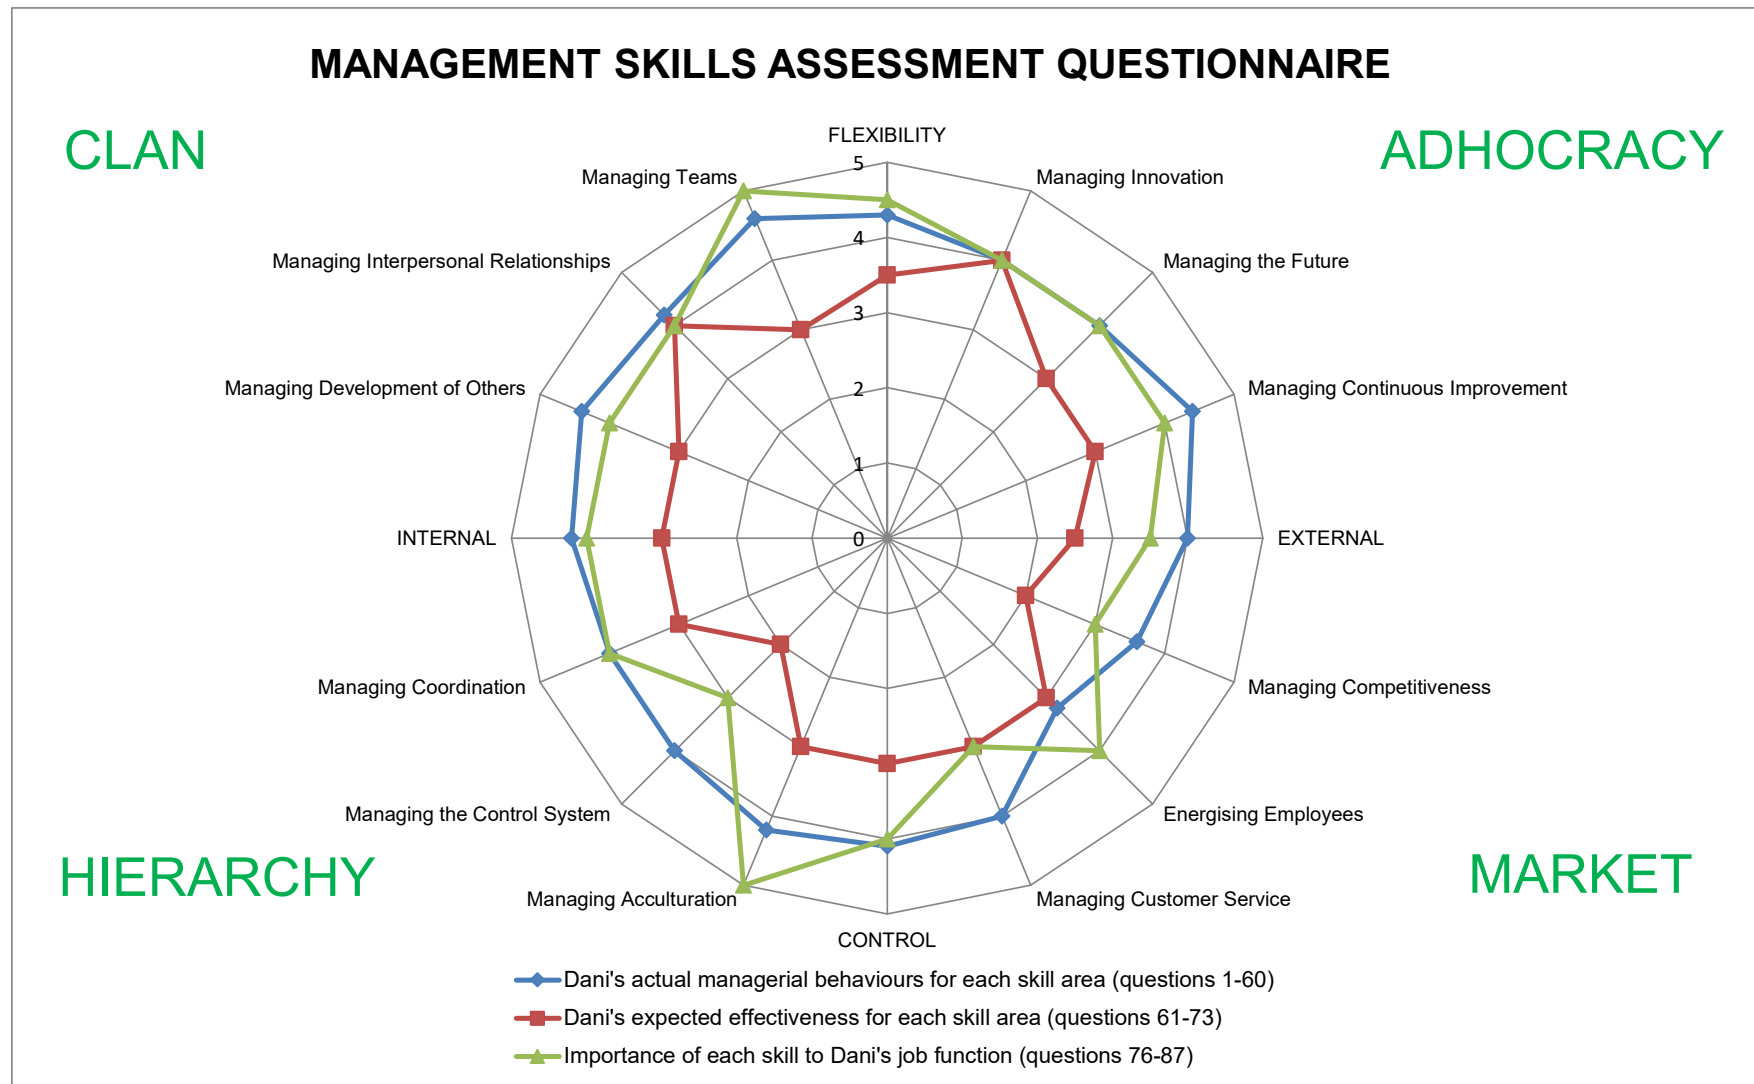 MANAGEMENT SKILLS ASSESSMENT QUESTIONNAIRE
CLAN
ADHOCRACY
FLEXIBILITY
5
Managing Teams
Managing Innovation
4
Managing Interpersonal Relationships
Managing the Future
3
Managing Development of Others
Managing Continuous Improvement
2
1
INTERNAL
0
EXTERNAL
Managing Coordination
Managing Competitiveness
Managing the Control System
Energising Employees
HIERARCHY
MARKET
Managing Acculturation
Managing Customer Service
CONTROL
Dani's actual managerial behaviours for each skill area (questions 1-60)
Dani's expected effectiveness for each skill area (questions 61-73)
Importance of each skill to Dani's job function (questions 76-87)